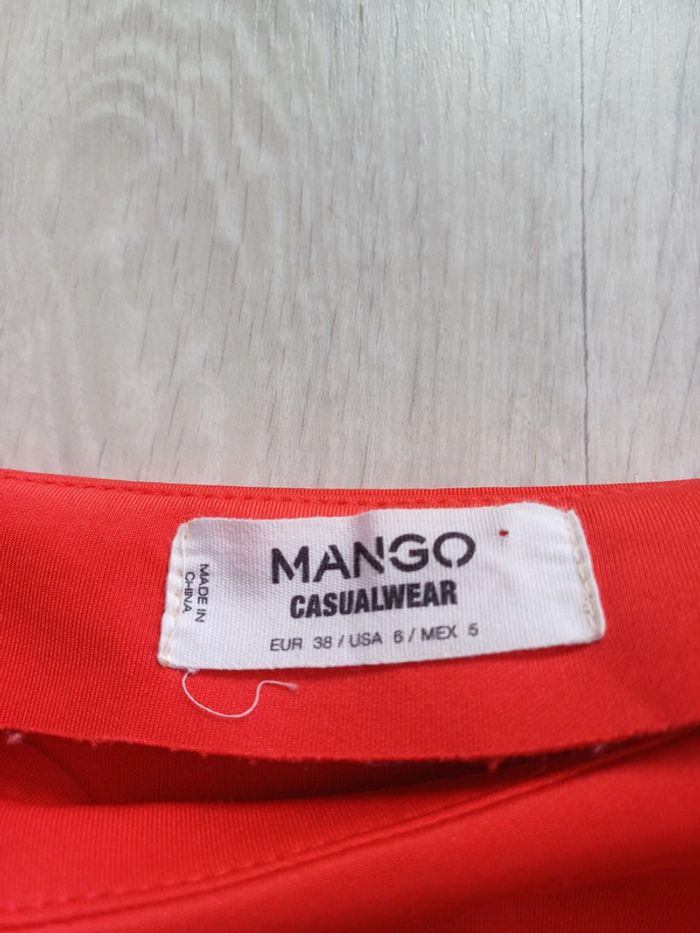 MANGO
CASUALWEAR
EUR 38 / USA 6 / MEX 5
MADE IN
CHINA